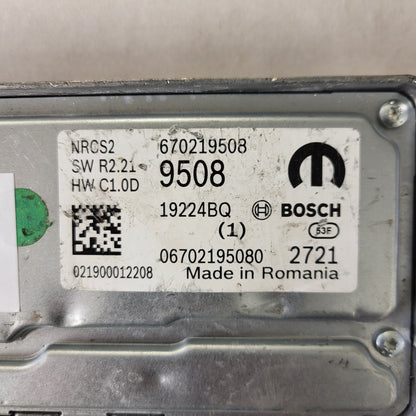 NRCS2 670219508
SW R2.21 9508
HW C1.0D
19224BQ BOSCH
(1) 53F
06702195080 2721
021900012208 Made in Romania